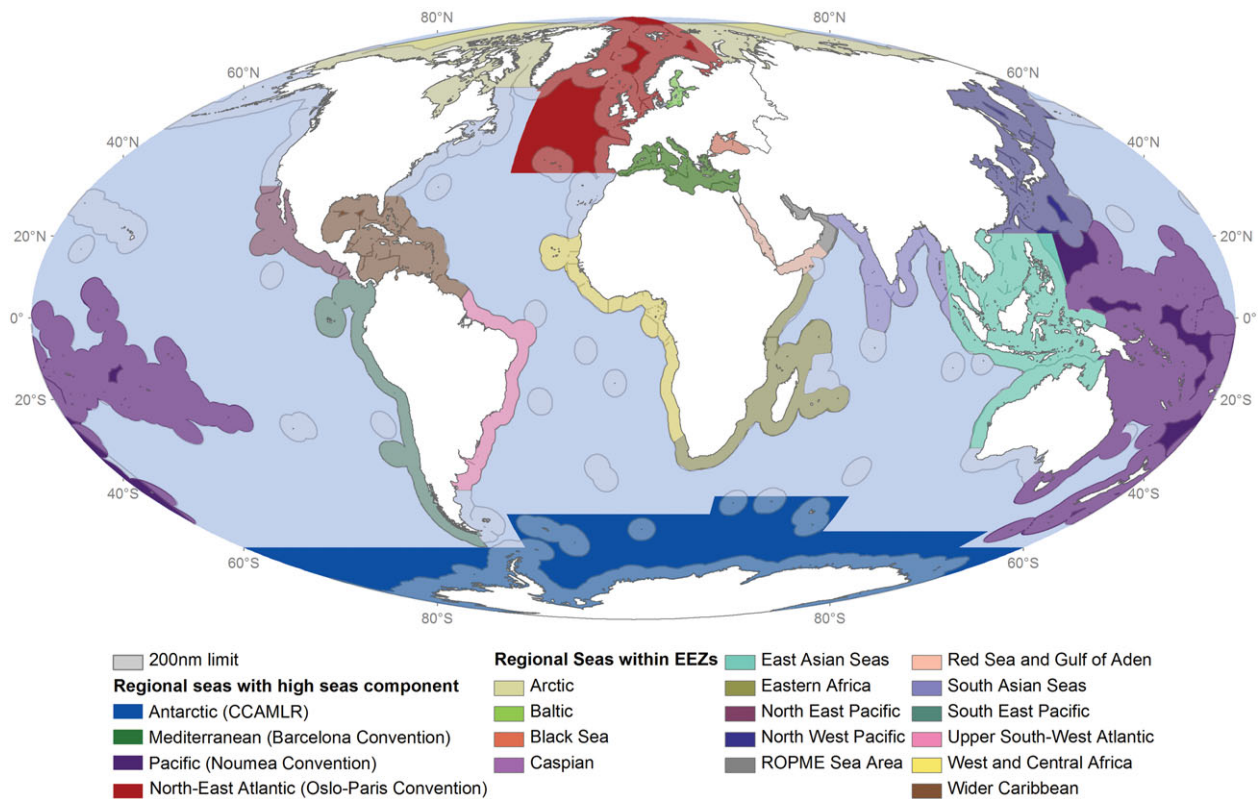 80°N 80°N
60°N 60°N
40°N 40°N
20°N 20°N
0° 0°
20°S 20°S
40°S 40°S
60°S 60°S
80°S 80°S
200nm limit
Regional seas with high seas component
Antarctic (CCAMLR)
Mediterranean (Barcelona Convention)
Pacific (Noumea Convention)
North-East Atlantic (Oslo-Paris Convention)
Regional Seas within EEZs
Arctic
Baltic
Black Sea
Caspian
East Asian Seas
Eastern Africa
North East Pacific
North West Pacific
ROPME Sea Area
Red Sea and Gulf of Aden
South Asian Seas
South East Pacific
Upper South-West Atlantic
West and Central Africa
Wider Caribbean